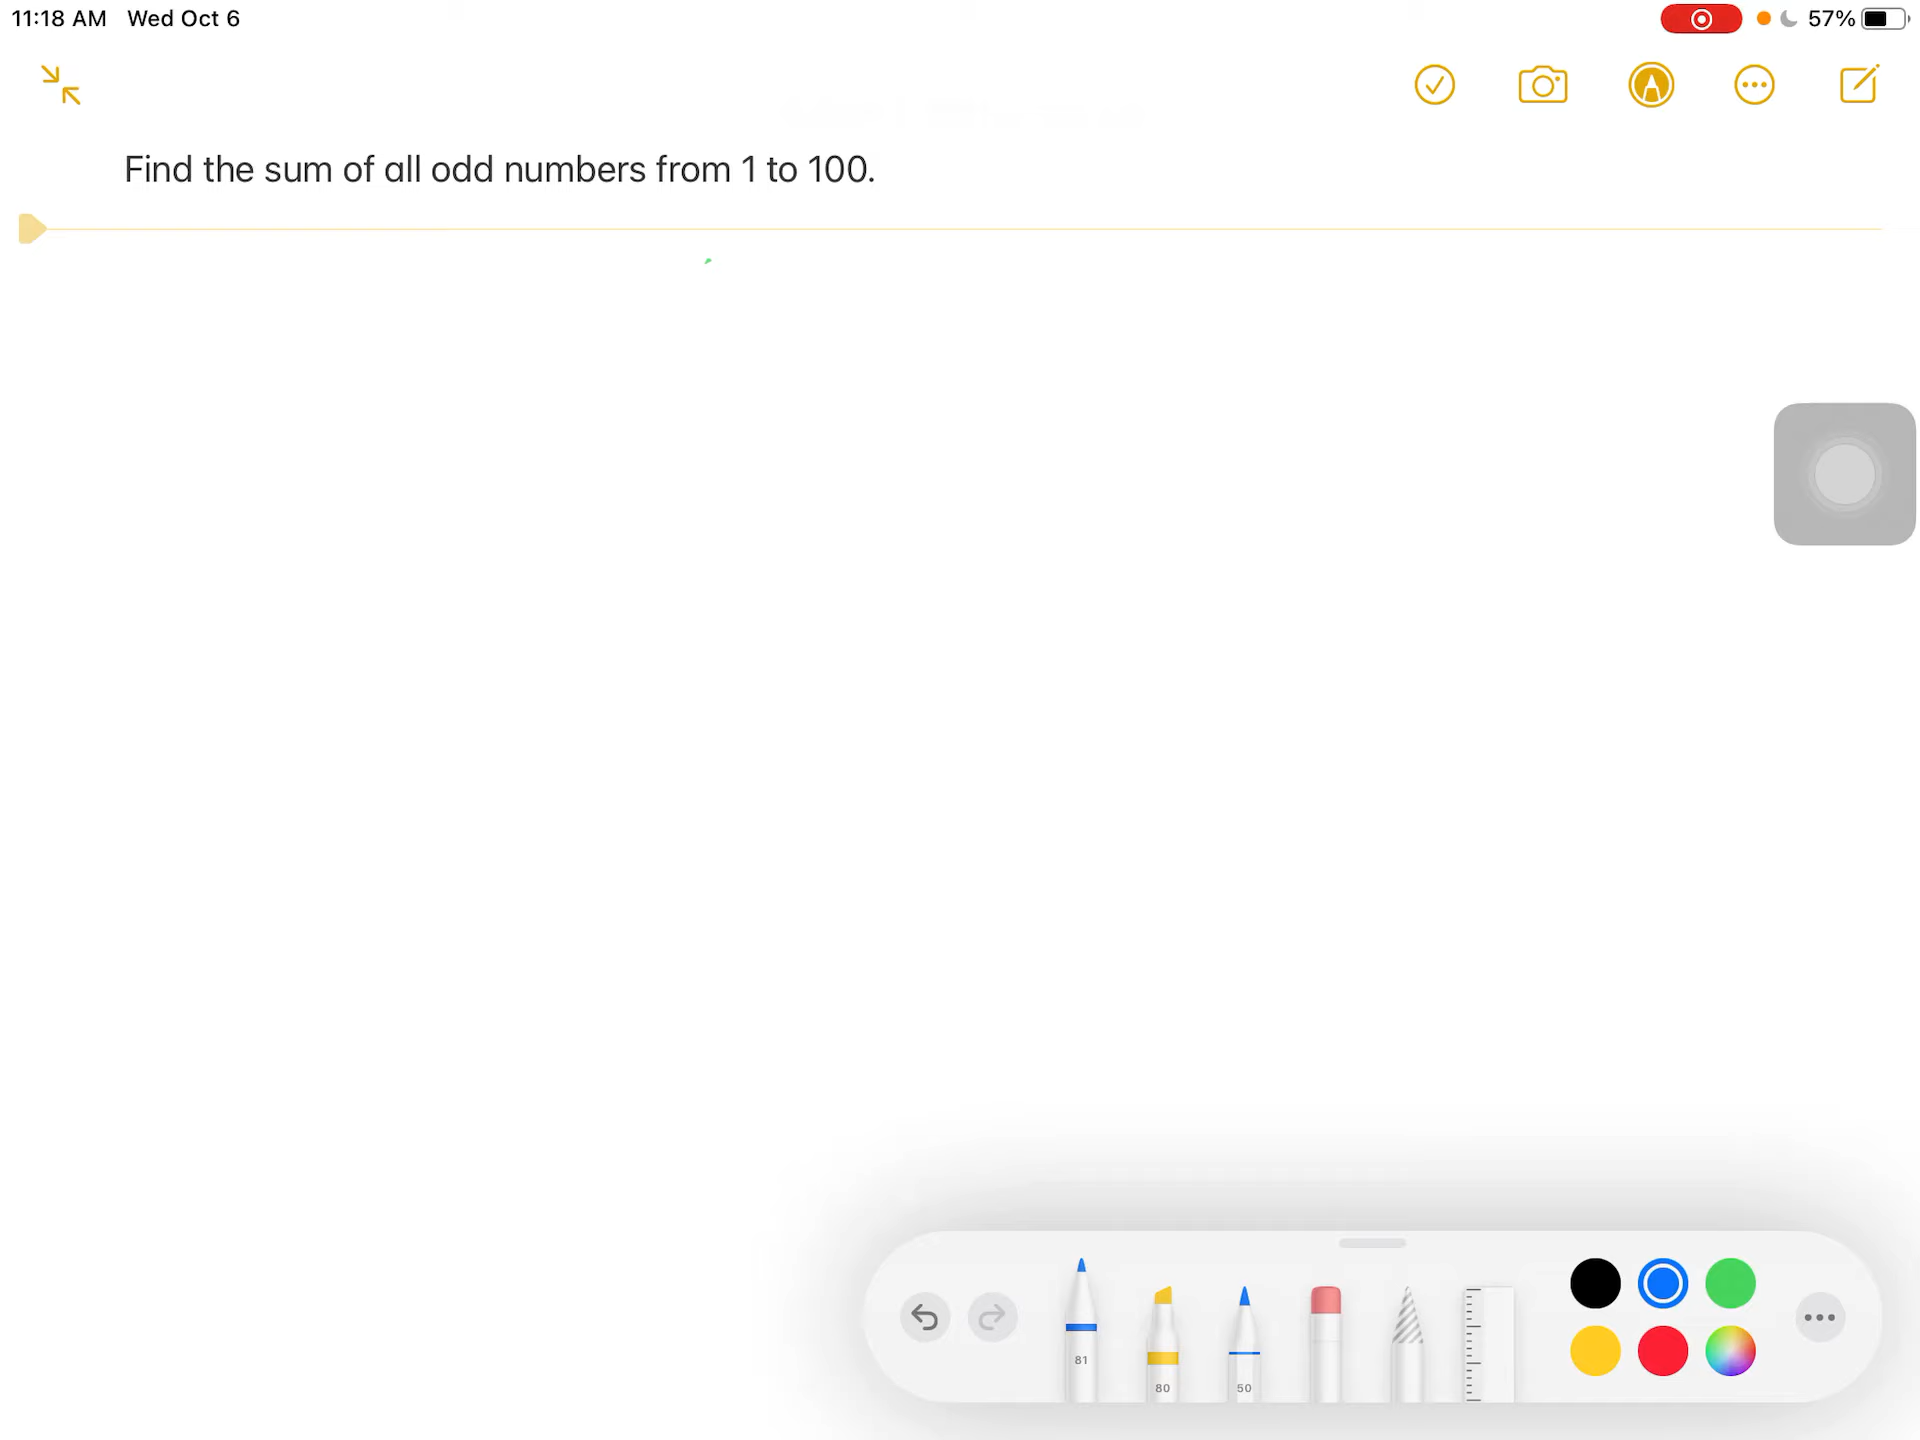 11:18 AM Wed Oct 6
57%
Find the sum of all odd numbers from 1 to 100.
81
80
50